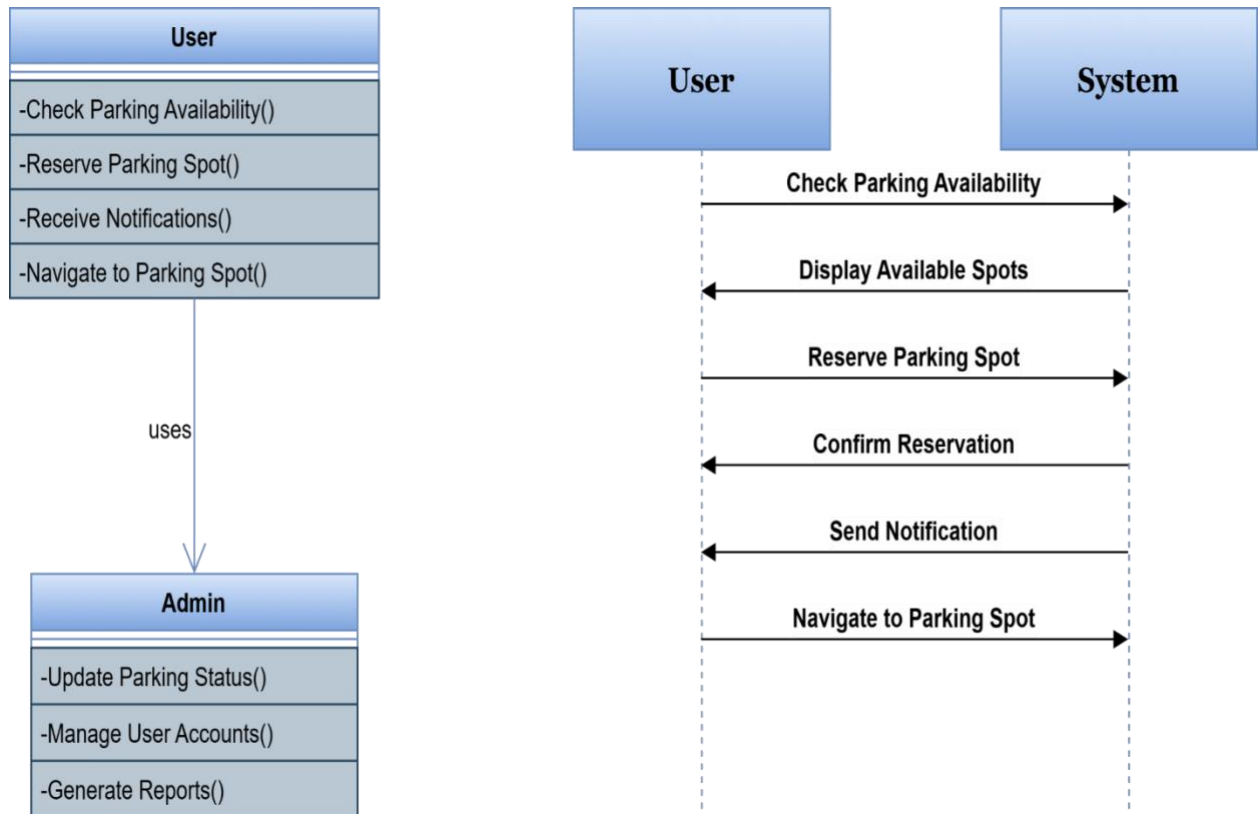 User
-Check Parking Availability()
-Reserve Parking Spot()
-Receive Notifications()
-Navigate to Parking Spot()
uses
Admin
-Update Parking Status()
-Manage User Accounts()
-Generate Reports()
User
System
Check Parking Availability
Display Available Spots
Reserve Parking Spot
Confirm Reservation
Send Notification
Navigate to Parking Spot